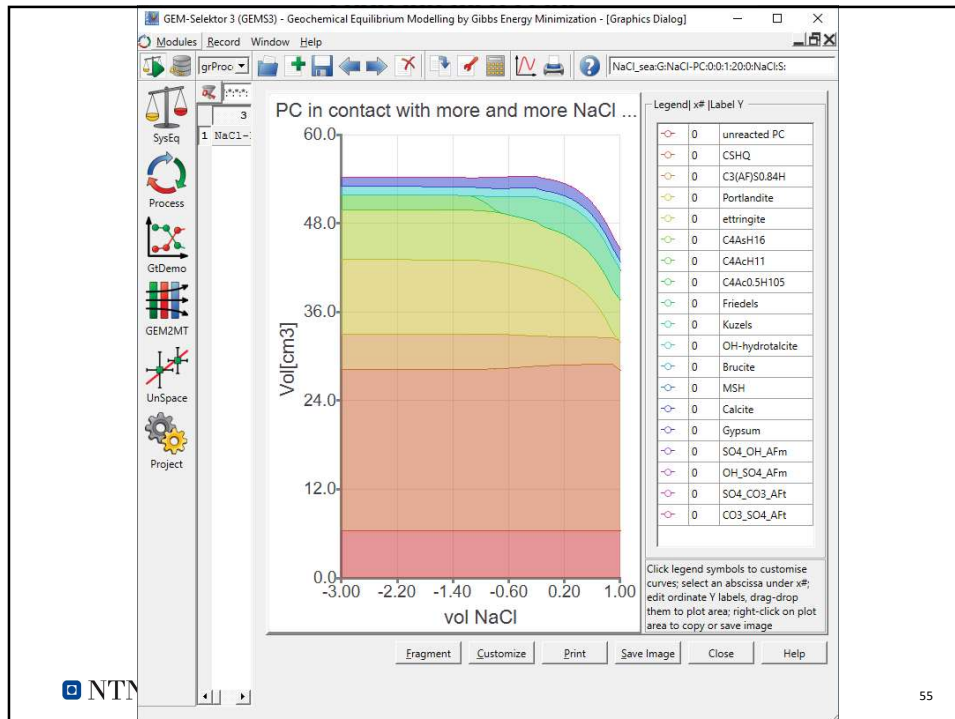 GEM-Selektor 3 (GEMS3) - Geochemical Equilibrium Modelling by Gibbs Energy Minimization - [Graphics Dialog]
Modules Record Window Help
grProc
NaCl_sea:G:NaCl-PC:0:0:1:20:0:NaCl:S:
SysEq
Process
GtDemo
GEM2MT
UnSpace
Project
3
1 NaCl-
PC in contact with more and more NaCl ...
60.0
48.0
36.0
24.0
12.0
0.0
Vol[cm3]
-3.00 -2.20 -1.40 -0.60 0.20 1.00
vol NaCl
Legend| x# |Label Y
0 unreacted PC
0 CSHQ
0 C3(AF)S0.84H
0 Portlandite
0 ettringite
0 C4AsH16
0 C4AcH11
0 C4Ac0.5H105
0 Friedels
0 Kuzels
0 OH-hydrotalcite
0 Brucite
0 MSH
0 Calcite
0 Gypsum
0 SO4_OH_AFm
0 OH_SO4_AFm
0 SO4_CO3_AFt
0 CO3_SO4_AFt
Click legend symbols to customise
curves; select an abscissa under x#;
edit ordinate Y labels, drag-drop
them to plot area; right-click on plot
area to copy or save image
Fragment Customize Print Save Image Close Help
55